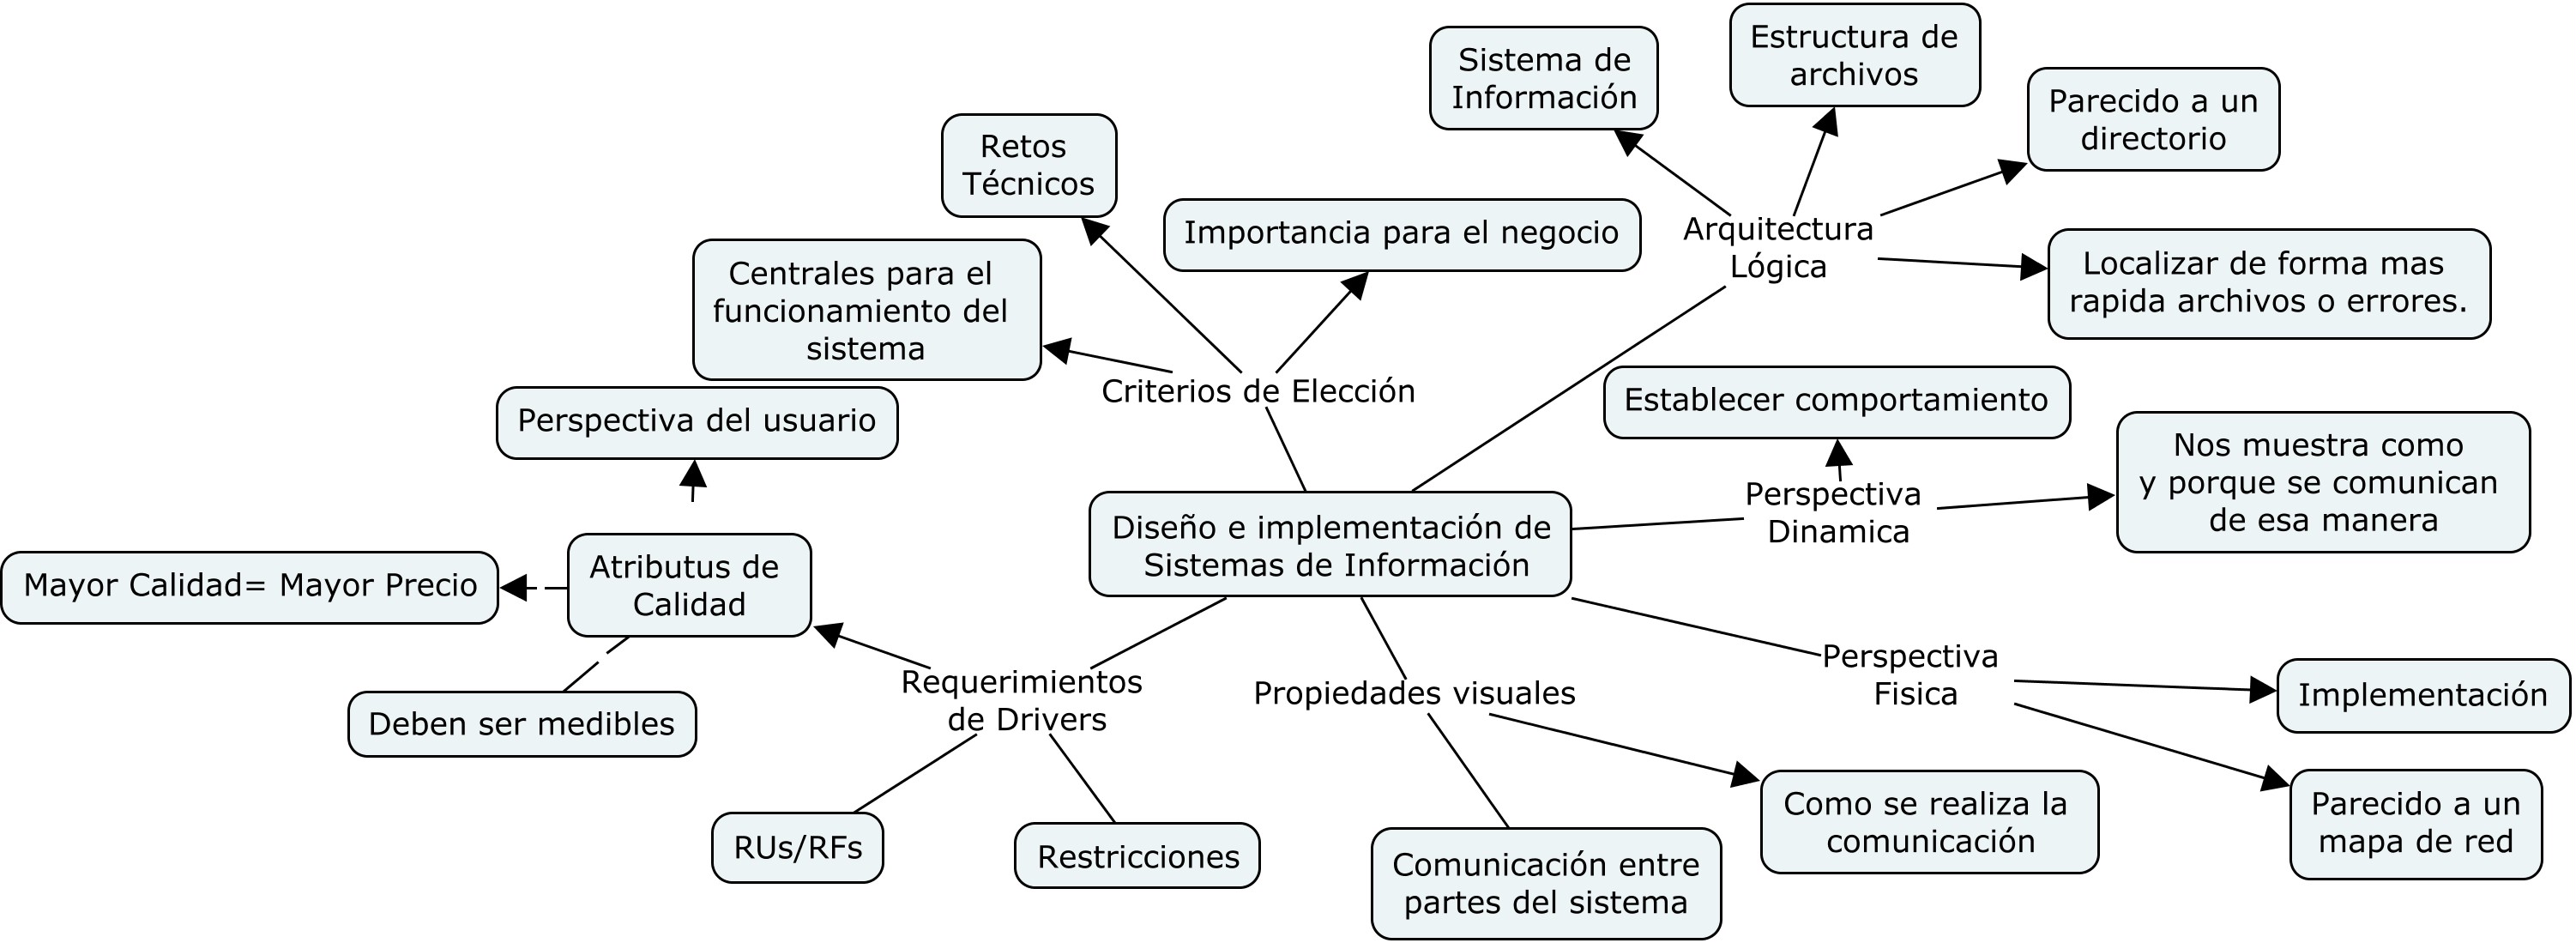 Estructura de
archivos
Sistema de
Información
Parecido a un
directorio
Retos
Técnicos
Importancia para el negocio
Arquitectura
Lógica
Centrales para el
funcionamiento del
sistema
Localizar de forma mas
rapida archivos o errores.
Criterios de Elección
Perspectiva del usuario
Establecer comportamiento
Nos muestra como
y porque se comunican
de esa manera
Perspectiva
Dinamica
Diseño e implementación de
Sistemas de Información
Atributus de
Calidad
Mayor Calidad= Mayor Precio
Deben ser medibles
Requerimientos
de Drivers
Propiedades visuales
Perspectiva
Fisica
Implementación
RUs/RFs
Restricciones
Comunicación entre
partes del sistema
Como se realiza la
comunicación
Parecido a un
mapa de red